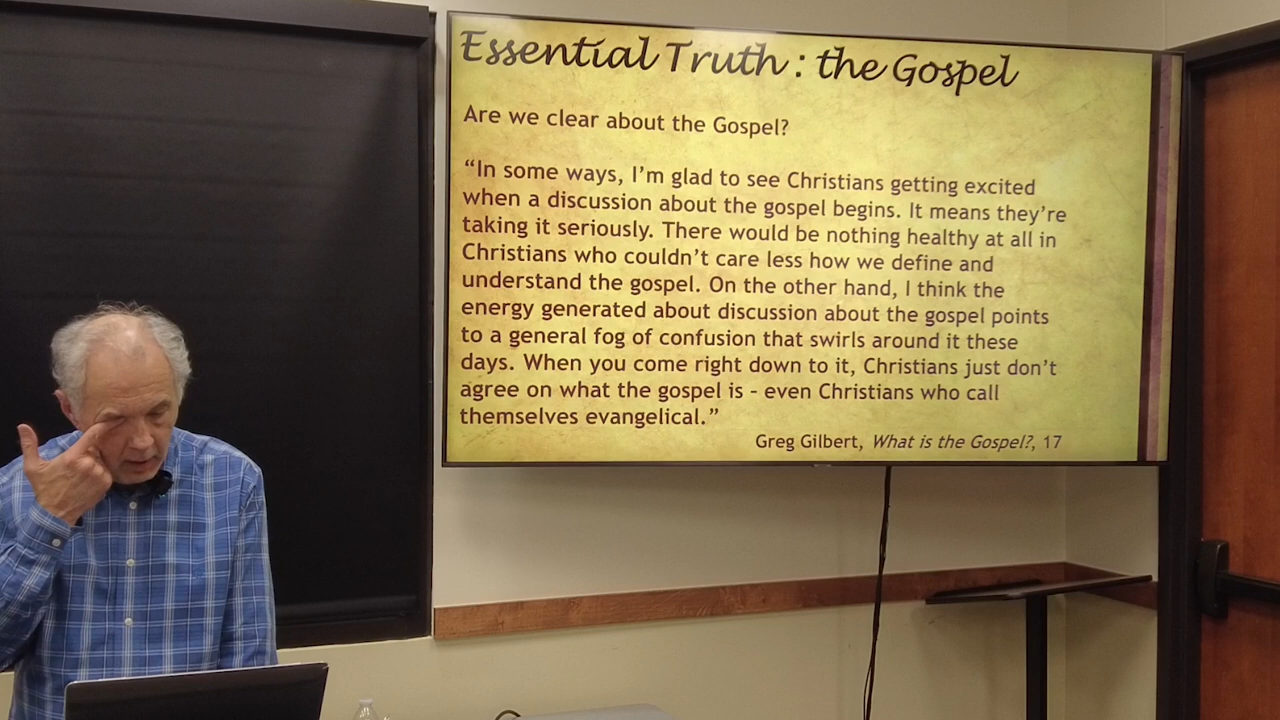 Essential Truth : the Gospel
Are we clear about the Gospel?
“In some ways, I’m glad to see Christians getting excited
when a discussion about the gospel begins. It means they’re
taking it seriously. There would be nothing healthy at all in
Christians who couldn’t care less how we define and
understand the gospel. On the other hand, I think the
energy generated about discussion about the gospel points
to a general fog of confusion that swirls around it these
days. When you come right down to it, Christians just don’t
agree on what the gospel is – even Christians who call
themselves evangelical.”
Greg Gilbert, What is the Gospel?, 17